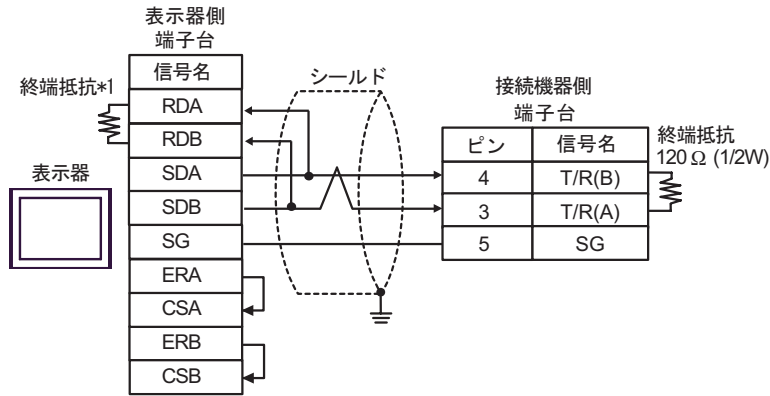 表示器側
端子台
信号名
終端抵抗*1
RDA
RDB
SDA
SDB
SG
ERA
CSA
ERB
CSB
表示器
シールド
接続機器側
端子台
ピン 信号名
4 T/R(B)
3 T/R(A)
5 SG
終端抵抗
120 Ω (1/2W)